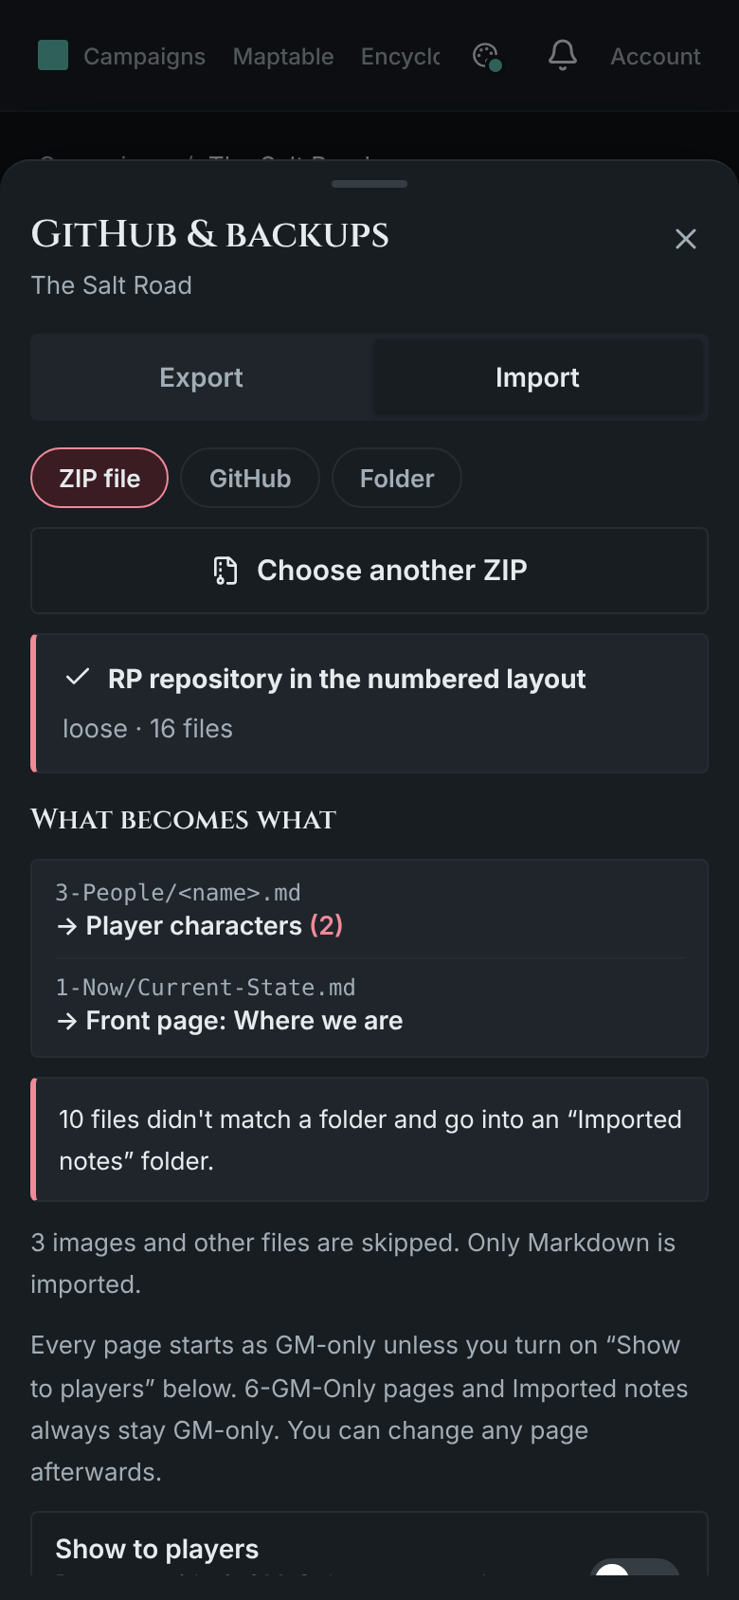 Campaigns Maptable Encyclo Account
GitHub & backups
The Salt Road
Export Import
ZIP file GitHub Folder
Choose another ZIP
RP repository in the numbered layout
loose · 16 files
What becomes what
3-People/<name>.md
→ Player characters (2)
1-Now/Current-State.md
→ Front page: Where we are
10 files didn't match a folder and go into an “Imported
notes” folder.
3 images and other files are skipped. Only Markdown is
imported.
Every page starts as GM-only unless you turn on “Show
to players” below. 6-GM-Only pages and Imported notes
always stay GM-only. You can change any page
afterwards.
Show to players